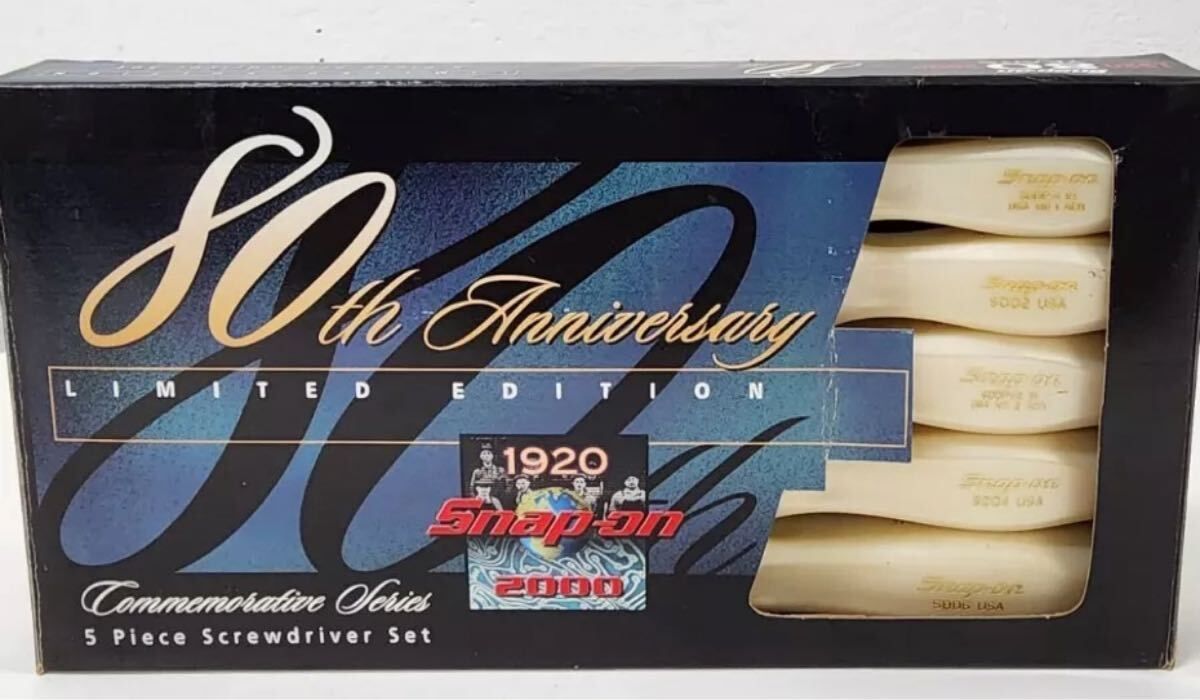 80th Anniversary
LIMITED EDITION
1920
Snap-on
2000
Commemorative Series
5 Piece Screwdriver Set
Snap-on
Snap-on
SDD2 USA
Snap-on
Snap-on
SDD4 USA
Snap-on
SDD6 USA